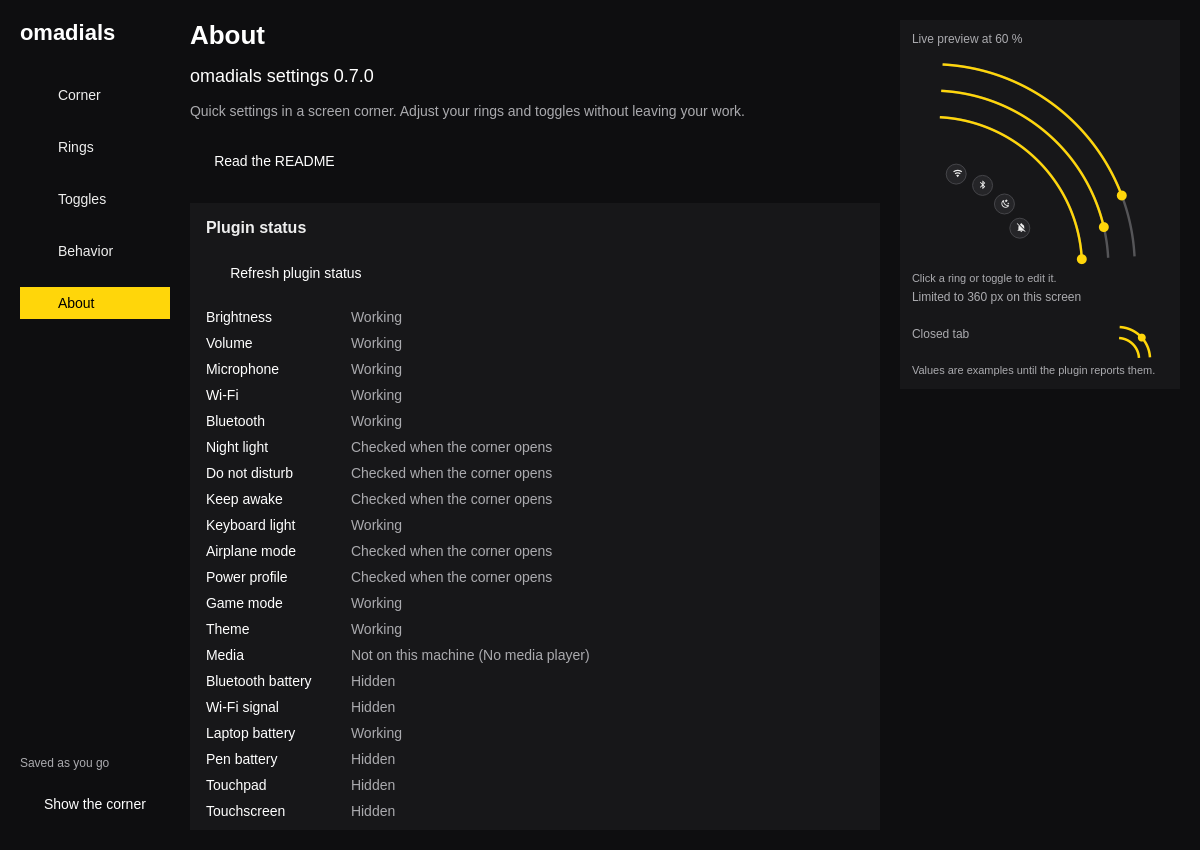 omadials
Corner
Rings
Toggles
Behavior
About
Saved as you go
Show the corner
About
omadials settings 0.7.0
Quick settings in a screen corner. Adjust your rings and toggles without leaving your work.
Read the README
Plugin status
Refresh plugin status
Brightness Working
Volume Working
Microphone Working
Wi-Fi Working
Bluetooth Working
Night light Checked when the corner opens
Do not disturb Checked when the corner opens
Keep awake Checked when the corner opens
Keyboard light Working
Airplane mode Checked when the corner opens
Power profile Checked when the corner opens
Game mode Working
Theme Working
Media Not on this machine (No media player)
Bluetooth battery Hidden
Wi-Fi signal Hidden
Laptop battery Working
Pen battery Hidden
Touchpad Hidden
Touchscreen Hidden
Live preview at 60 %
Click a ring or toggle to edit it.
Limited to 360 px on this screen
Closed tab
Values are examples until the plugin reports them.